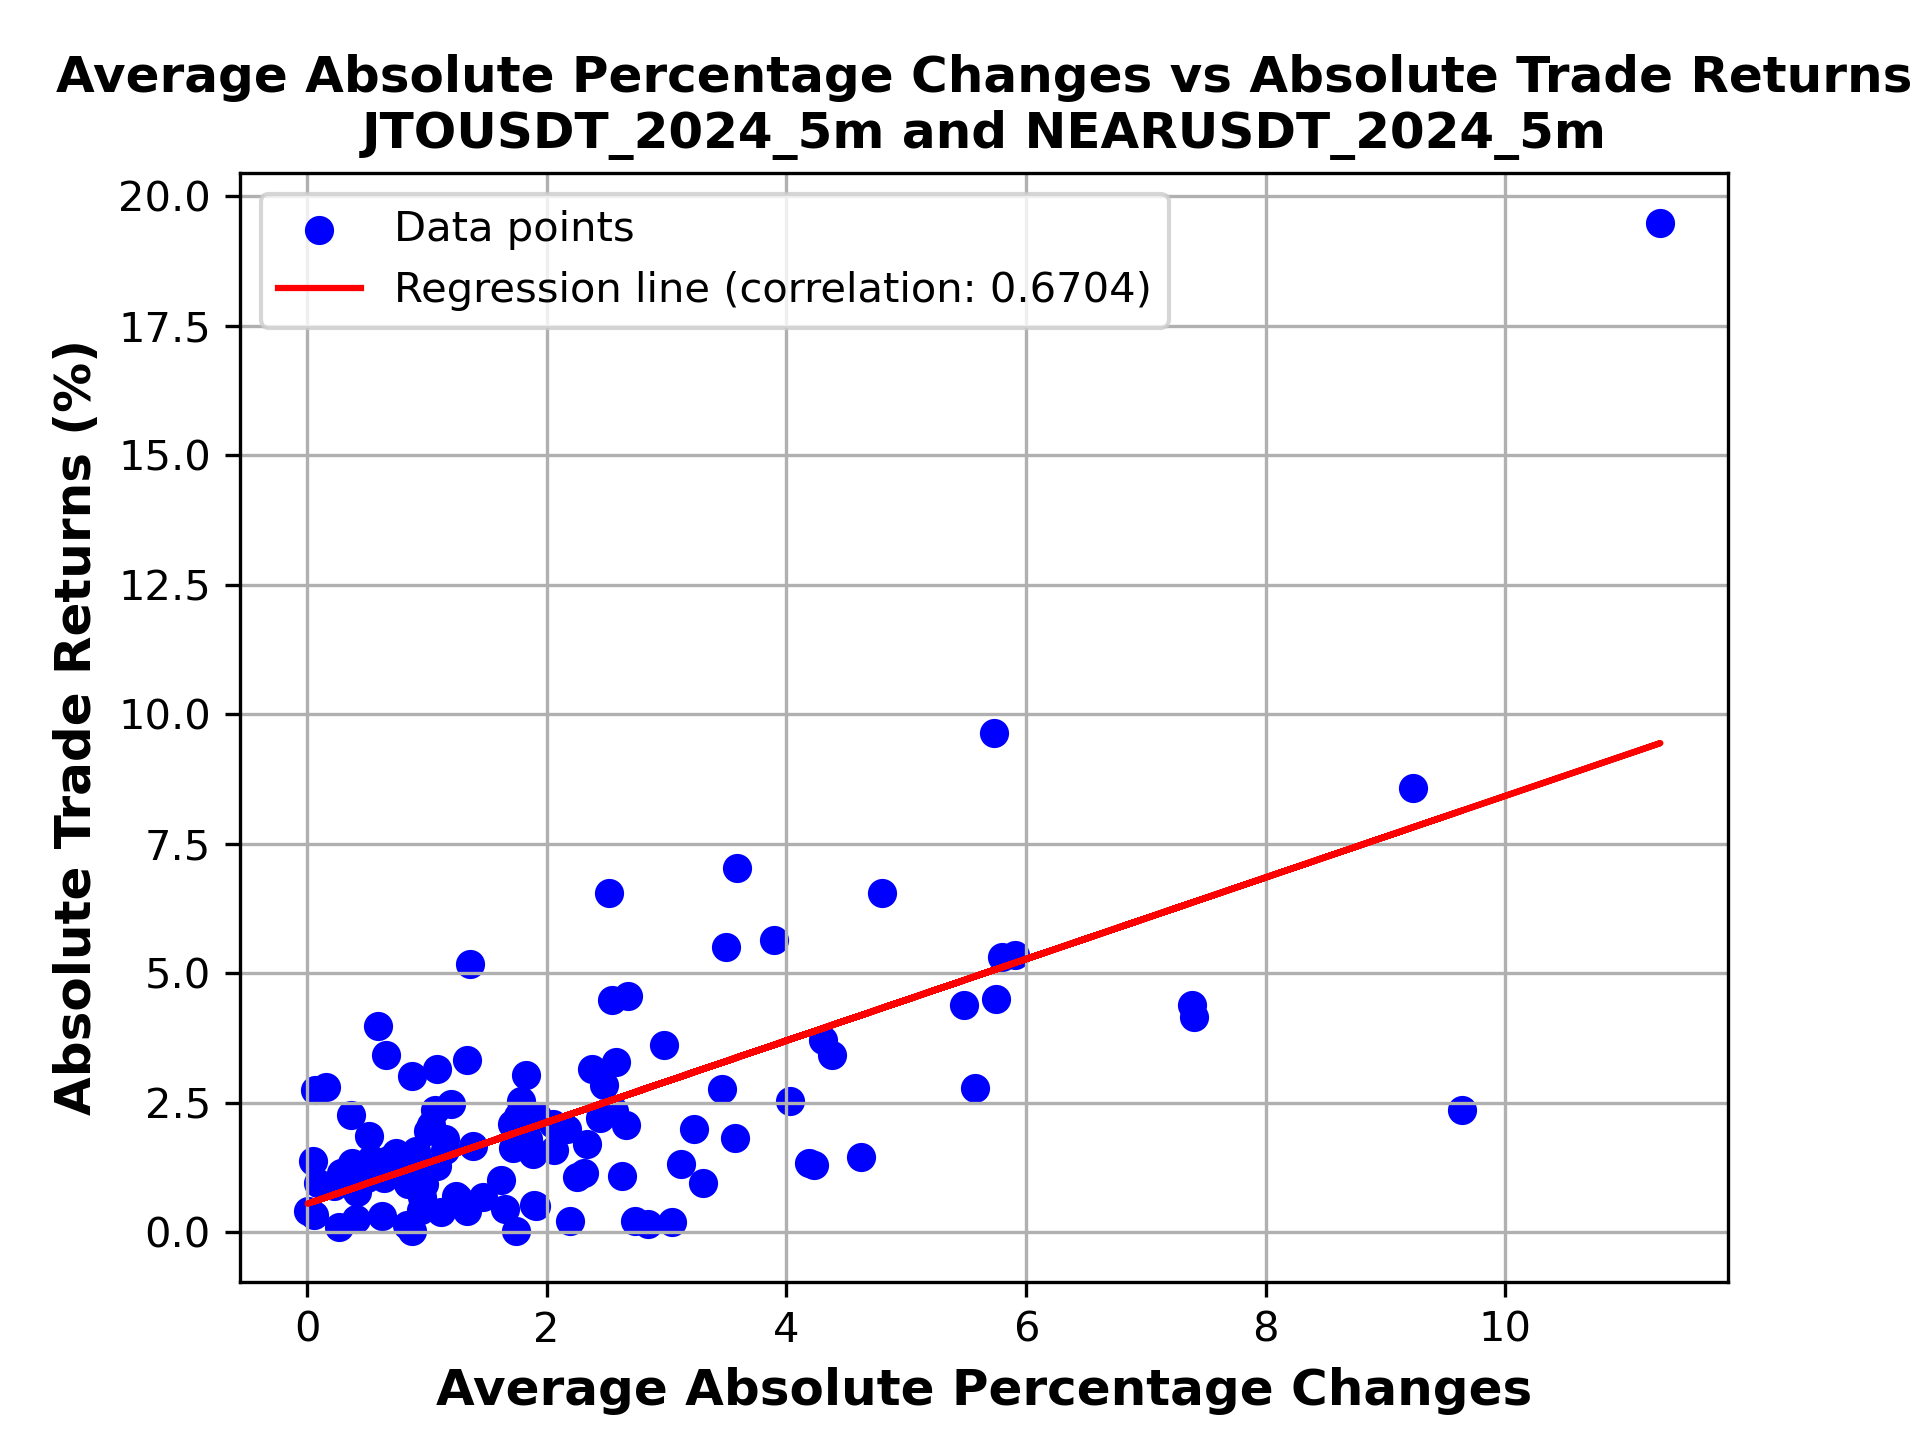 Average Absolute Percentage Changes vs Absolute Trade Returns
JTOUSDT_2024_5m and NEARUSDT_2024_5m
Data points
Regression line (correlation: 0.6704)
Absolute Trade Returns (%)
20.0
17.5
15.0
12.5
10.0
7.5
5.0
2.5
0.0
0 2 4 6 8 10
Average Absolute Percentage Changes